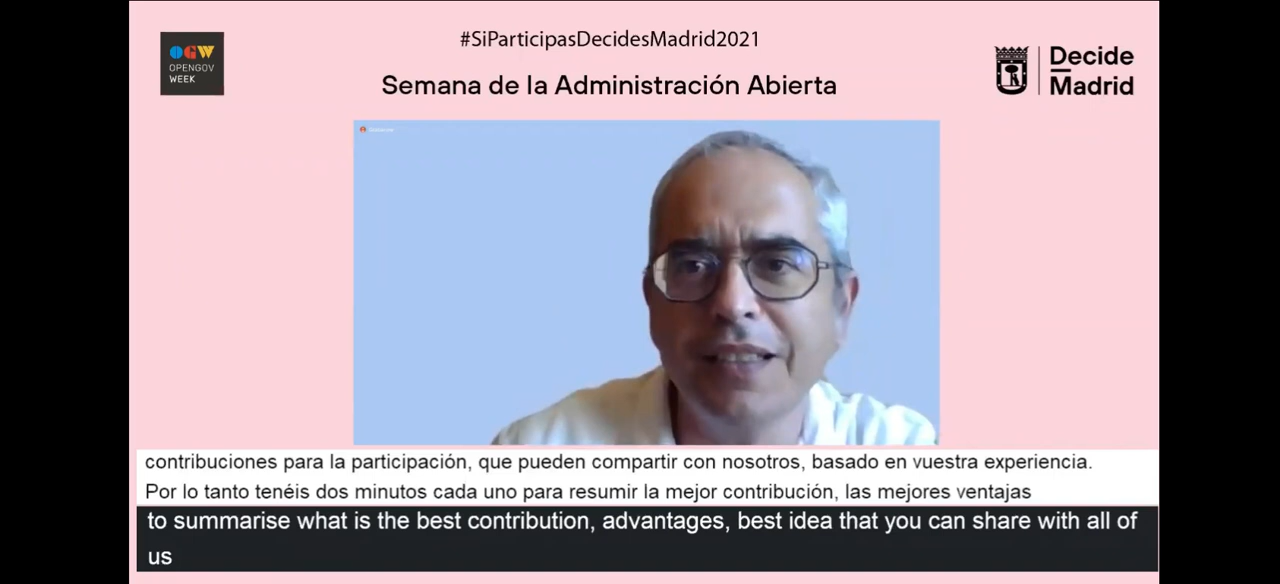 #SiParticipasDecidesMadrid2021
OGW
OPENGOV
WEEK
Semana de la Administración Abierta
Decide
Madrid
contribuciones para la participación, que pueden compartir con nosotros, basado en vuestra experiencia.
Por lo tanto tenéis dos minutos cada uno para resumir la mejor contribución, las mejores ventajas
to summarise what is the best contribution, advantages, best idea that you can share with all of
us